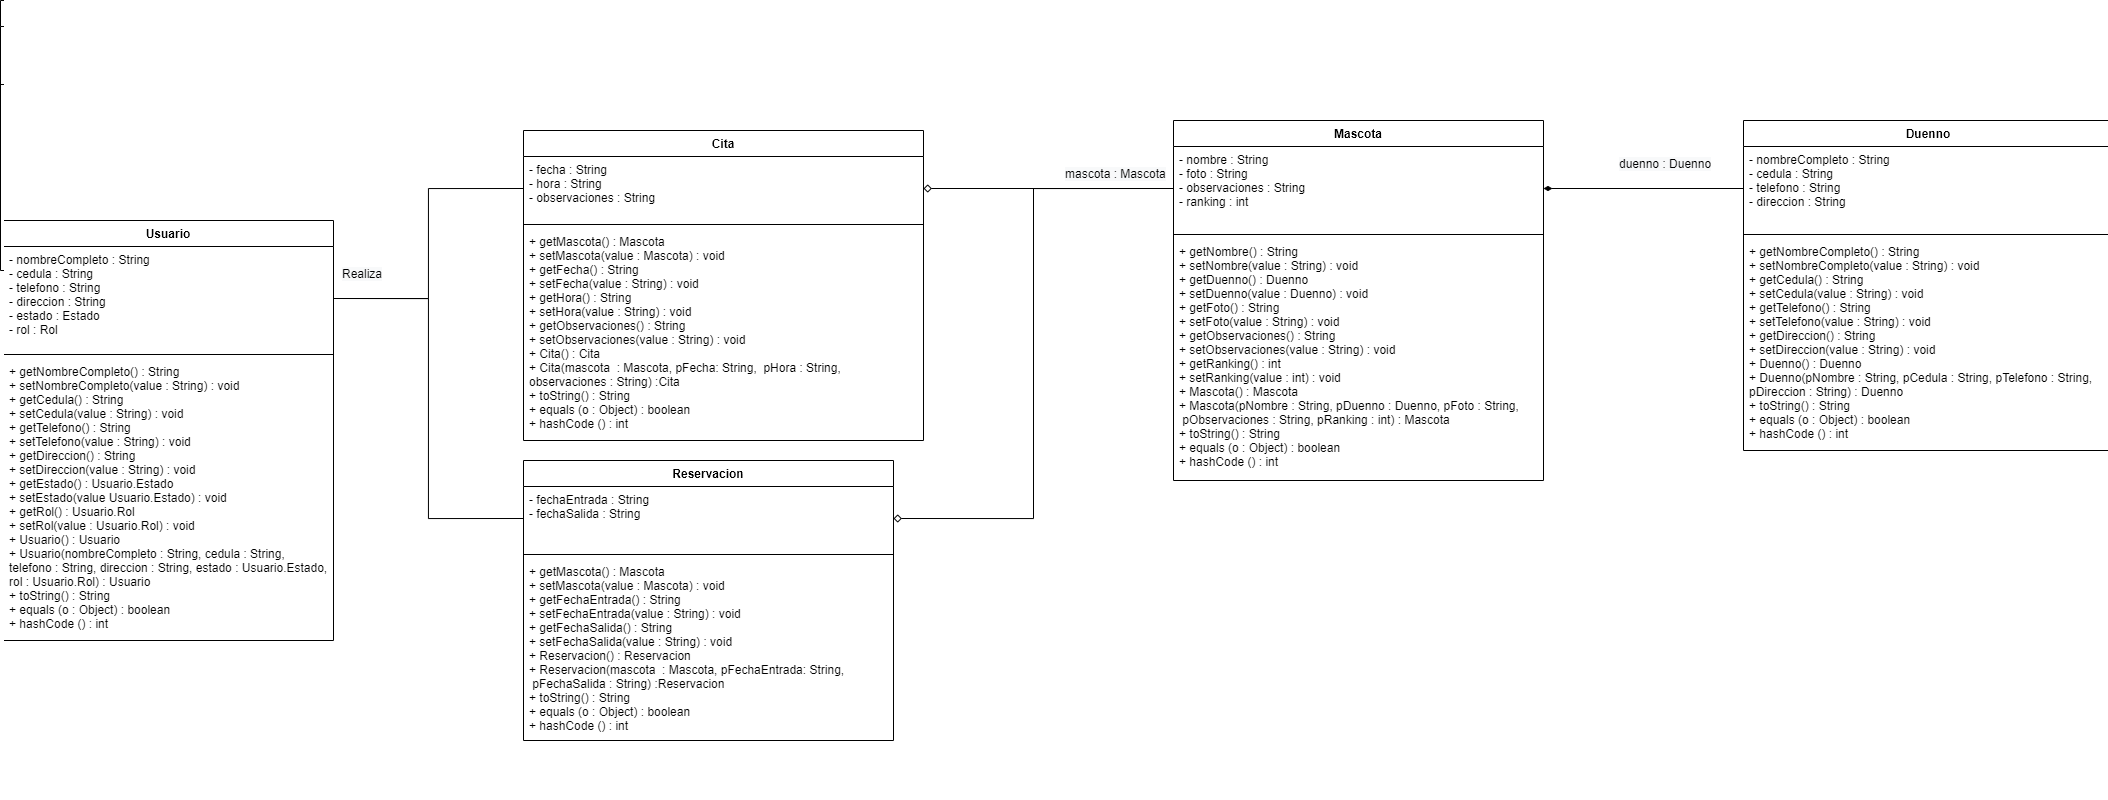 Usuario
- nombreCompleto : String
- cedula : String
- telefono : String
- direccion : String
- estado : Estado
- rol : Rol
+ getNombreCompleto() : String
+ setNombreCompleto(value : String) : void
+ getCedula() : String
+ setCedula(value : String) : void
+ getTelefono() : String
+ setTelefono(value : String) : void
+ getDireccion() : String
+ setDireccion(value : String) : void
+ getEstado() : Usuario.Estado
+ setEstado(value Usuario.Estado) : void
+ getRol() : Usuario.Rol
+ setRol(value : Usuario.Rol) : void
+ Usuario() : Usuario
+ Usuario(nombreCompleto : String, cedula : String,
telefono : String, direccion : String, estado : Usuario.Estado,
rol : Usuario.Rol) : Usuario
+ toString() : String
+ equals (o : Object) : boolean
+ hashCode () : int
Realiza
Cita
- fecha : String
- hora : String
- observaciones : String
+ getMascota() : Mascota
+ setMascota(value : Mascota) : void
+ getFecha() : String
+ setFecha(value : String) : void
+ getHora() : String
+ setHora(value : String) : void
+ getObservaciones() : String
+ setObservaciones(value : String) : void
+ Cita() : Cita
+ Cita(mascota  : Mascota, pFecha: String,  pHora : String,
observaciones : String) :Cita
+ toString() : String
+ equals (o : Object) : boolean
+ hashCode () : int
Reservacion
- fechaEntrada : String
- fechaSalida : String
+ getMascota() : Mascota
+ setMascota(value : Mascota) : void
+ getFechaEntrada() : String
+ setFechaEntrada(value : String) : void
+ getFechaSalida() : String
+ setFechaSalida(value : String) : void
+ Reservacion() : Reservacion
+ Reservacion(mascota  : Mascota, pFechaEntrada: String,
pFechaSalida : String) :Reservacion
+ toString() : String
+ equals (o : Object) : boolean
+ hashCode () : int
mascota : Mascota
Mascota
- nombre : String
- foto : String
- observaciones : String
- ranking : int
+ getNombre() : String
+ setNombre(value : String) : void
+ getDuenno() : Duenno
+ setDuenno(value : Duenno) : void
+ getFoto() : String
+ setFoto(value : String) : void
+ getObservaciones() : String
+ setObservaciones(value : String) : void
+ getRanking() : int
+ setRanking(value : int) : void
+ Mascota() : Mascota
+ Mascota(pNombre : String, pDuenno : Duenno, pFoto : String,
pObservaciones : String, pRanking : int) : Mascota
+ toString() : String
+ equals (o : Object) : boolean
+ hashCode () : int
duenno : Duenno
Duenno
- nombreCompleto : String
- cedula : String
- telefono : String
- direccion : String
+ getNombreCompleto() : String
+ setNombreCompleto(value : String) : void
+ getCedula() : String
+ setCedula(value : String) : void
+ getTelefono() : String
+ setTelefono(value : String) : void
+ getDireccion() : String
+ setDireccion(value : String) : void
+ Duenno() : Duenno
+ Duenno(pNombre : String, pCedula : String, pTelefono : String,
pDireccion : String) : Duenno
+ toString() : String
+ equals (o : Object) : boolean
+ hashCode () : int